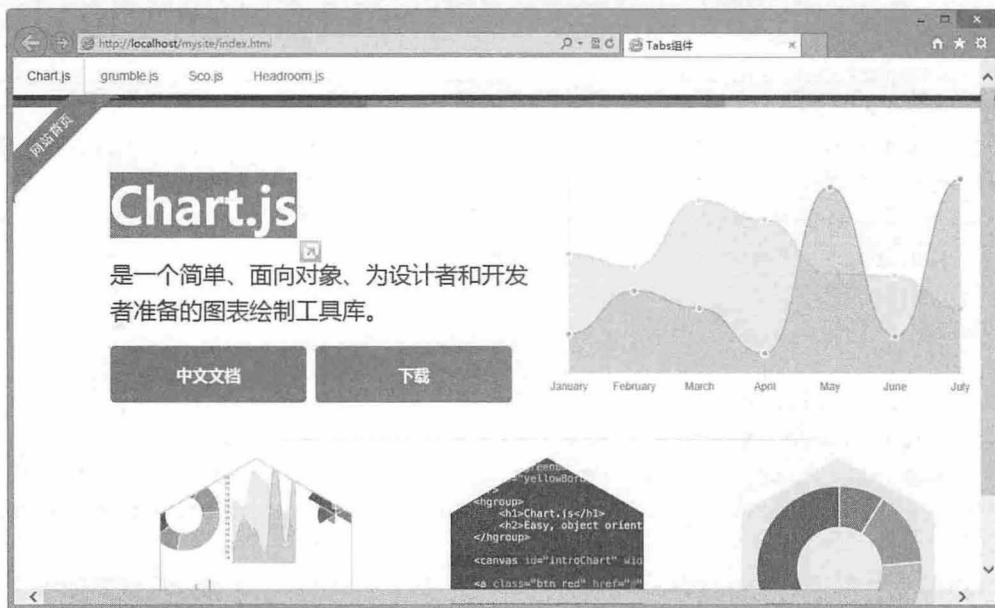 http://localhost/mysite/index.html
Tabs组件
Chart.js
grumble.js
Sco.js
Headroom.js
网站首页
Chart.js
是一个简单、面向对象、为设计者和开发
者准备的图表绘制工具库。
中文文档
下载
January February March April May June July
<hgroup>
<h1>Chart.js</h1>
<h2>Easy, object orient
</hgroup>
<canvas id="introChart" wid
<a class="btn red" href="#"